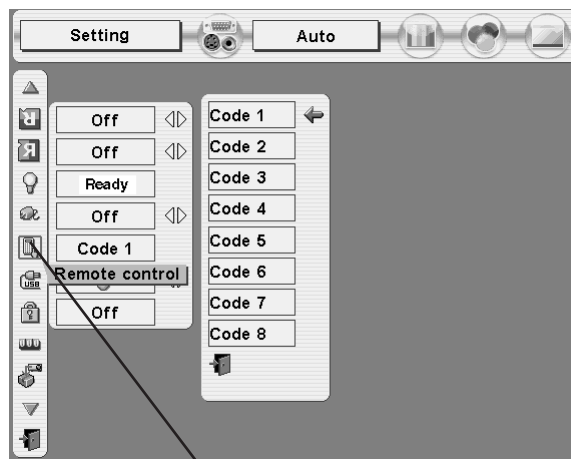 Setting
Auto
Off
Off
Ready
Off
Code 1
Remote control
Off
Code 1
Code 2
Code 3
Code 4
Code 5
Code 6
Code 7
Code 8
USB